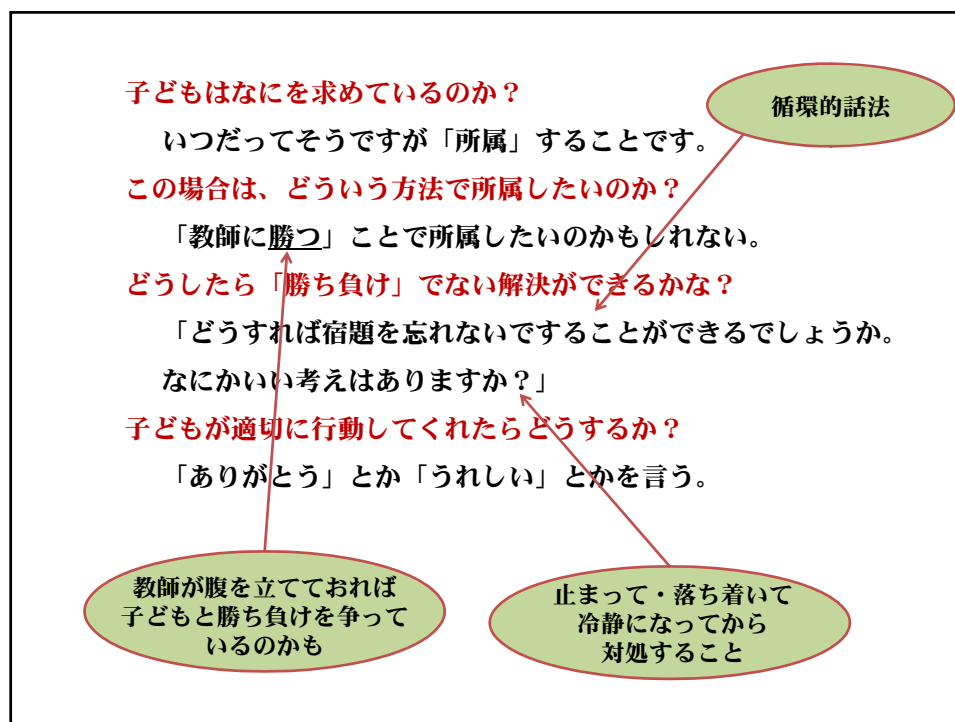 子どもはなにを求めているのか？
循環的話法
いつだってそうですが「所属」することです。
この場合は、どういう方法で所属したいのか？
「教師に勝つ」ことで所属したいのかもしれない。
どうしたら「勝ち負け」でない解決ができるかな？
「どうすれば宿題を忘れないですることができるでしょうか。
なにかいい考えはありますか？」
子どもが適切に行動してくれたらどうするか？
「ありがとう」とか「うれしい」とかを言う。
教師が腹を立てておれば
子どもと勝ち負けを争って
いるのかも
止まって・落ち着いて
冷静になってから
対処すること